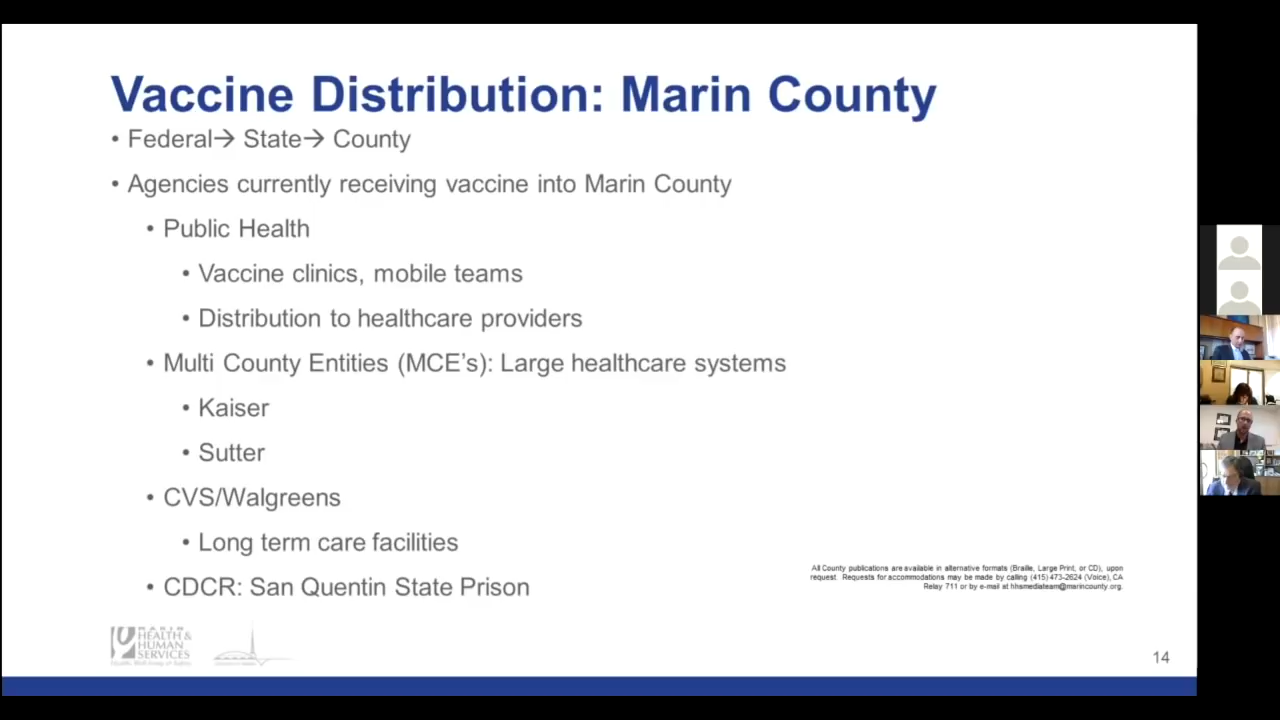 Vaccine Distribution: Marin County
• Federal→ State→ County
• Agencies currently receiving vaccine into Marin County
• Public Health
• Vaccine clinics, mobile teams
• Distribution to healthcare providers
• Multi County Entities (MCE's): Large healthcare systems
• Kaiser
• Sutter
• CVS/Walgreens
• Long term care facilities
• CDCR: San Quentin State Prison
All County publications are available in alternative formats (Braille, Large Print, or CD), upon
request. Requests for accommodations may be made by calling (415) 473-2624 (Voice), CA
Relay 711 or by e-mail at hhsmediateam@marincounty.org.
MARIN
HEALTH &
HUMAN
SERVICES
14